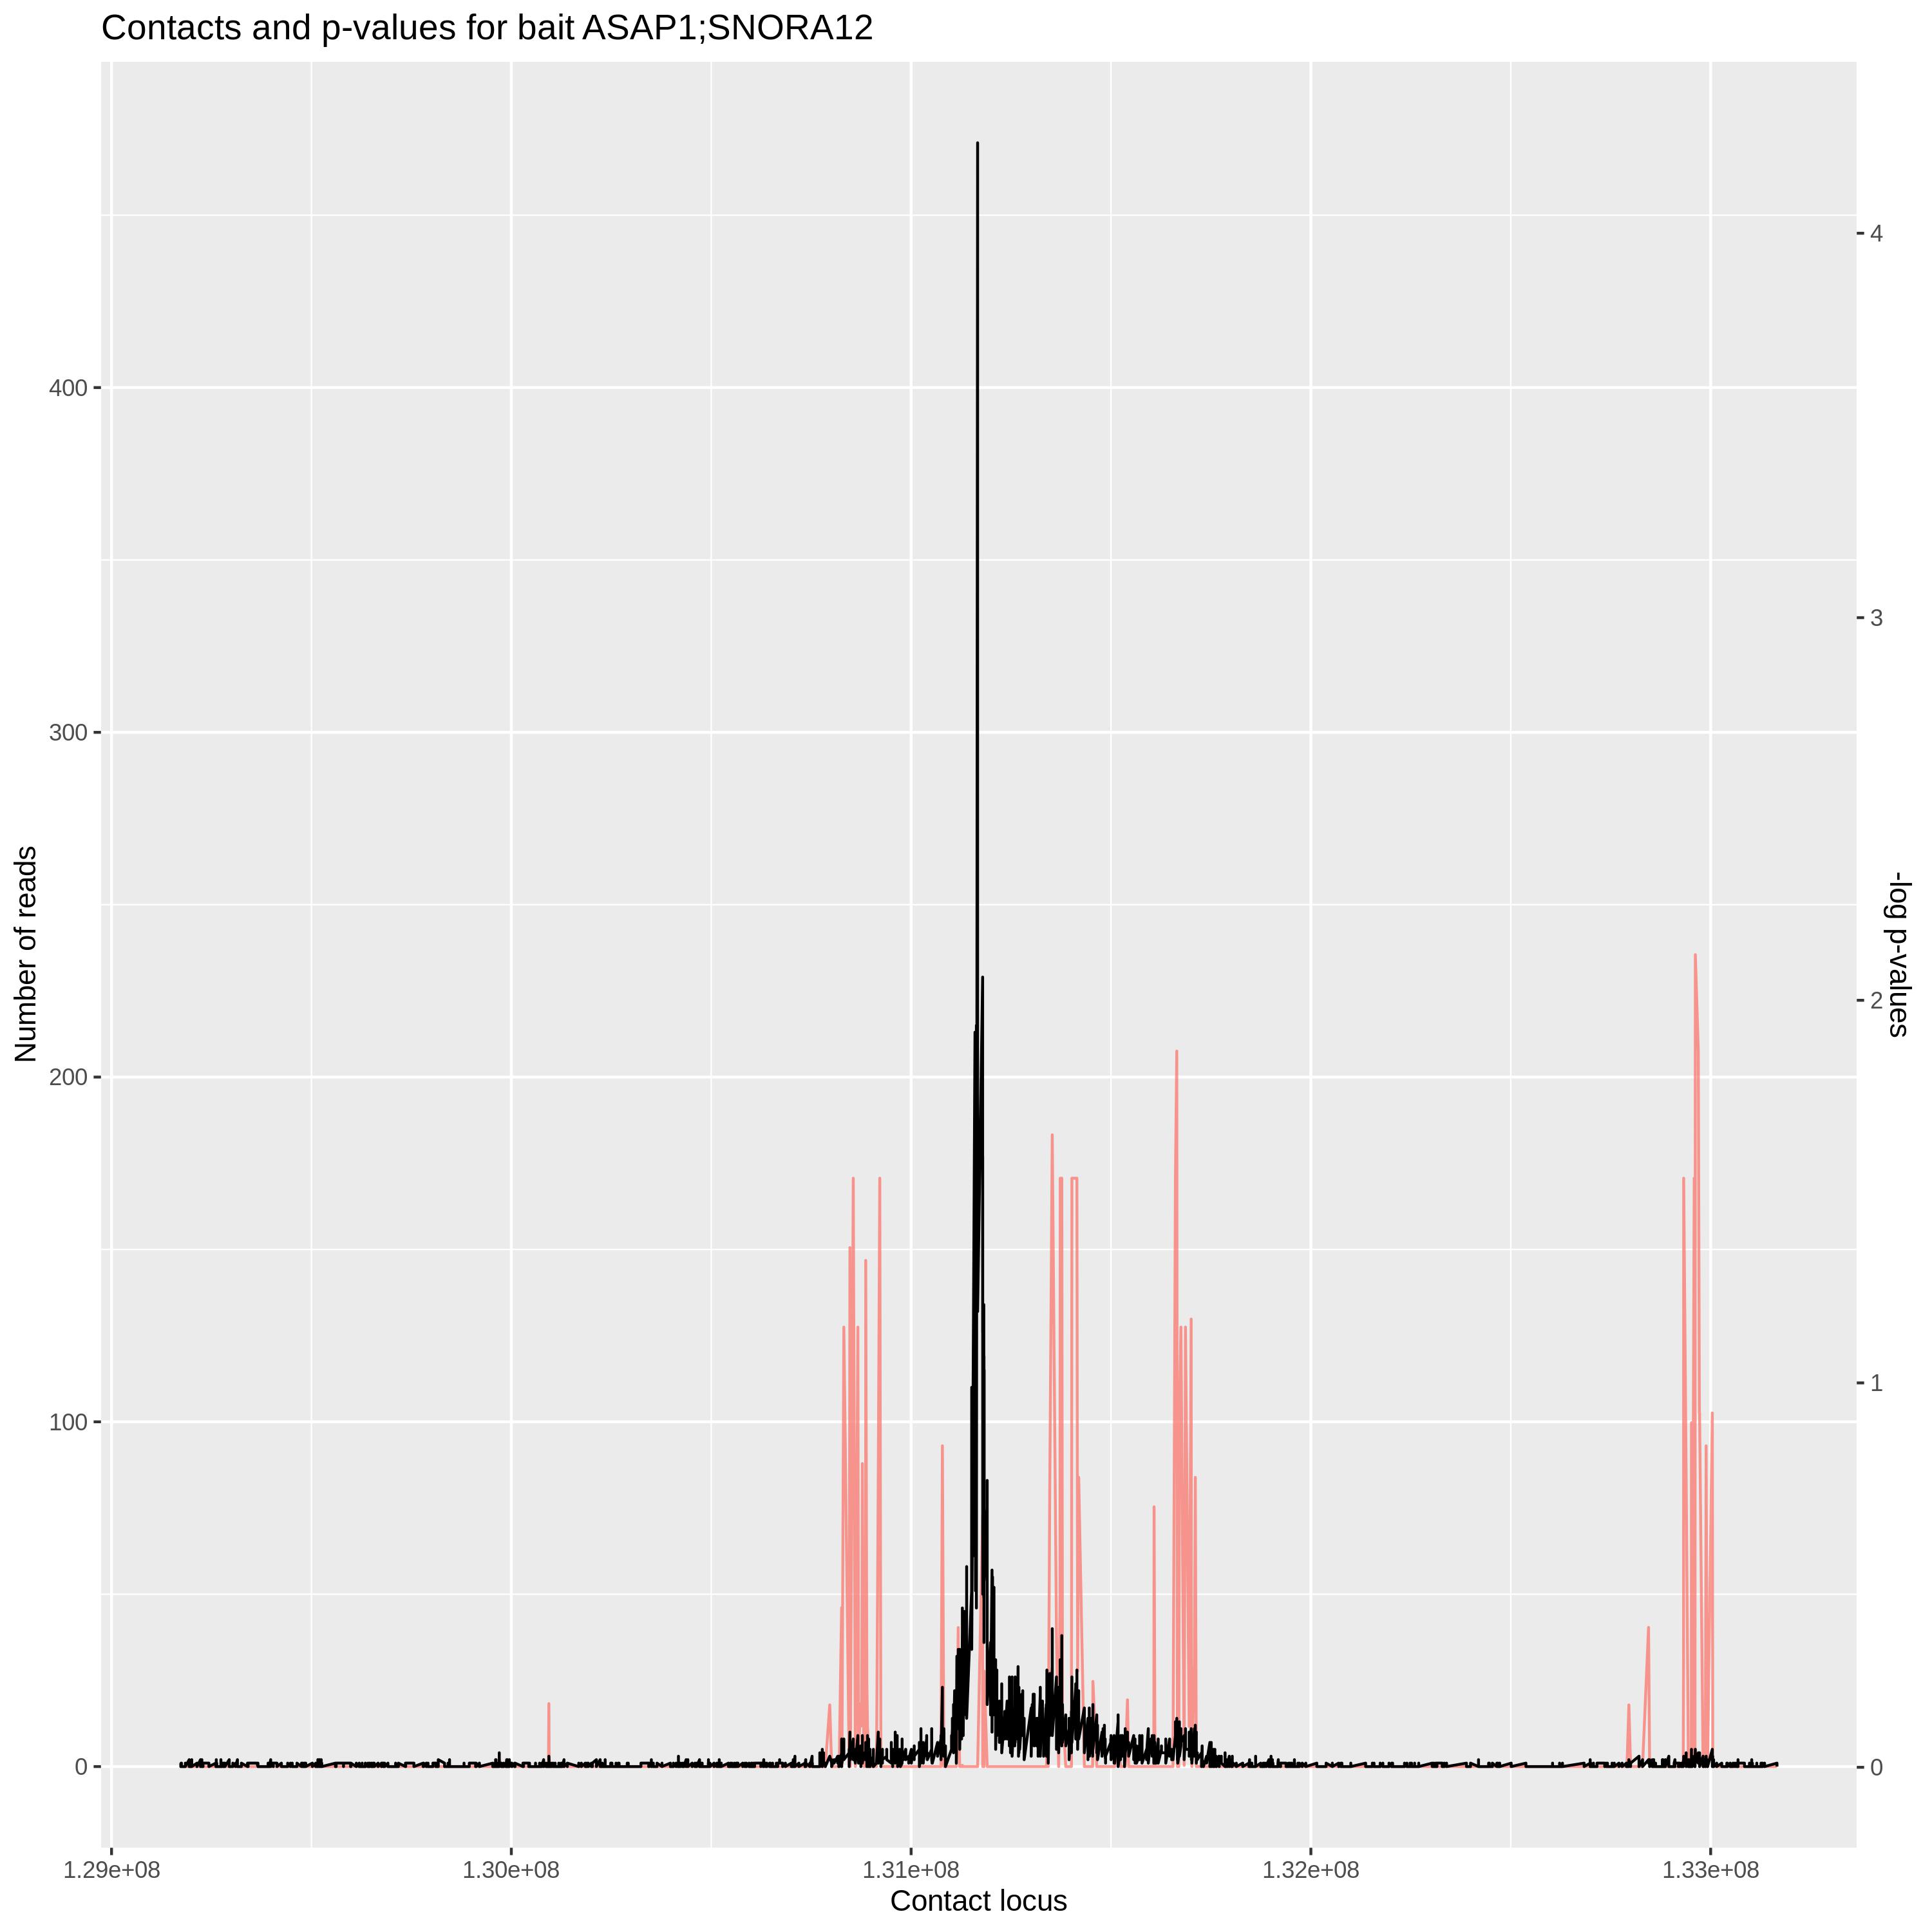 Contacts and p-values for bait ASAP1;SNORA12
Number of reads
400
300
200
100
0
4
3
2
1
0
-log p-values
1.29e+08
1.30e+08
1.31e+08
1.32e+08
1.33e+08
Contact locus